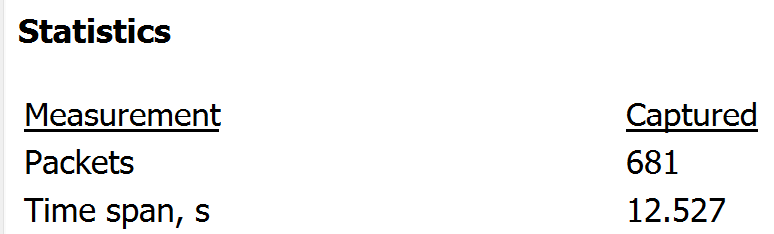 Statistics
Measurement Captured
Packets 681
Time span, s 12.527